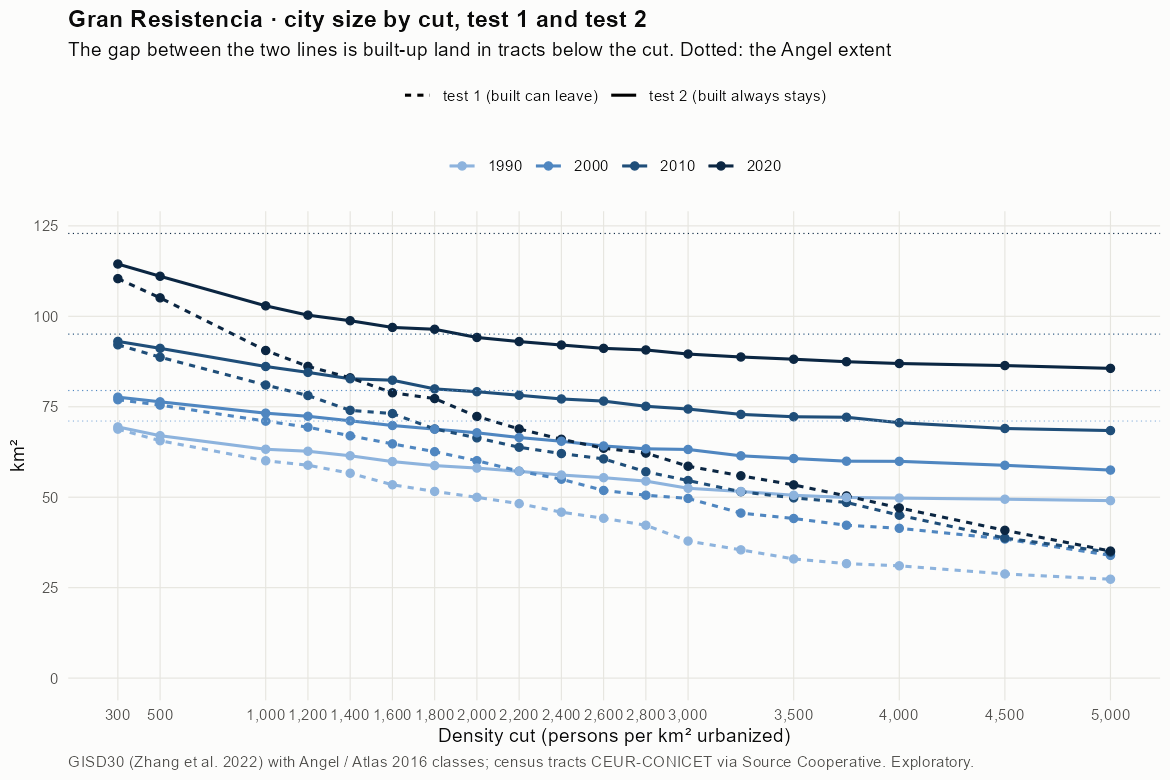 Gran Resistencia · city size by cut, test 1 and test 2
The gap between the two lines is built-up land in tracts below the cut. Dotted: the Angel extent
test 1 (built can leave) test 2 (built always stays)
1990 2000 2010 2020
125
100
75
50
25
0
km²
300 500 1,000 1,200 1,400 1,600 1,800 2,000 2,200 2,400 2,600 2,800 3,000 3,500 4,000 4,500 5,000
Density cut (persons per km² urbanized)
GISD30 (Zhang et al. 2022) with Angel / Atlas 2016 classes; census tracts CEUR-CONICET via Source Cooperative. Exploratory.